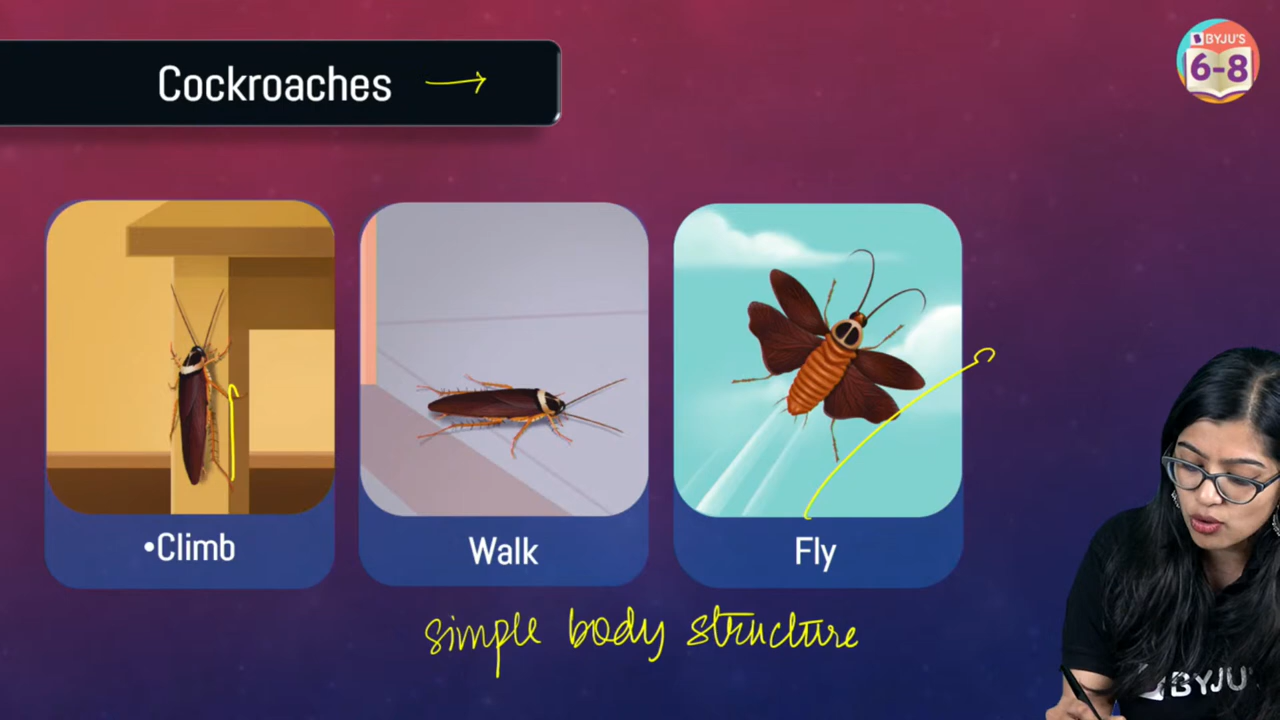 Cockroaches
BYJU'S
6-8
•Climb
Walk
Fly
simple body structure
BYJU'